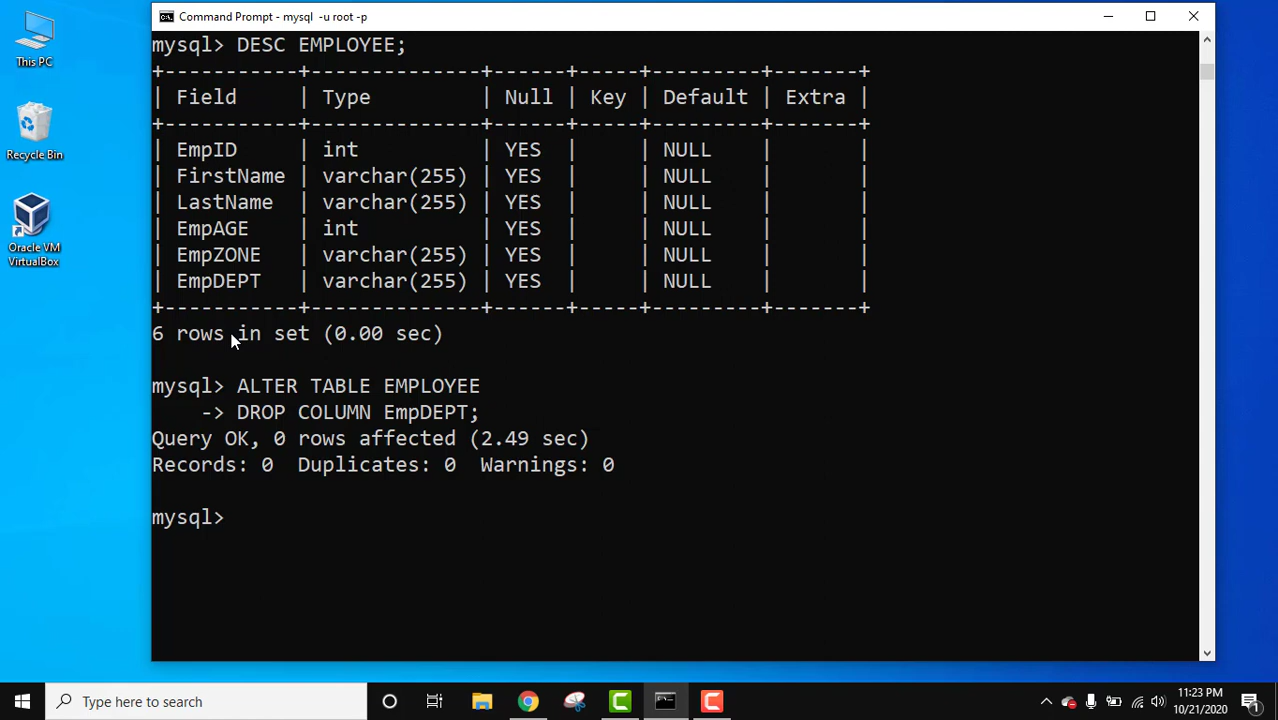 Command Prompt - mysql  -u root -p
This PC
Recycle Bin
Oracle VM
VirtualBox
mysql> DESC EMPLOYEE;
+-----------+--------------+------+-----+---------+-------+
| Field     | Type         | Null | Key | Default | Extra |
+-----------+--------------+------+-----+---------+-------+
| EmpID     | int          | YES  |     | NULL    |       |
| FirstName | varchar(255) | YES  |     | NULL    |       |
| LastName  | varchar(255) | YES  |     | NULL    |       |
| EmpAGE    | int          | YES  |     | NULL    |       |
| EmpZONE   | varchar(255) | YES  |     | NULL    |       |
| EmpDEPT   | varchar(255) | YES  |     | NULL    |       |
+-----------+--------------+------+-----+---------+-------+
6 rows in set (0.00 sec)
mysql> ALTER TABLE EMPLOYEE
    -> DROP COLUMN EmpDEPT;
Query OK, 0 rows affected (2.49 sec)
Records: 0  Duplicates: 0  Warnings: 0
mysql>
Type here to search
11:23 PM
10/21/2020
1